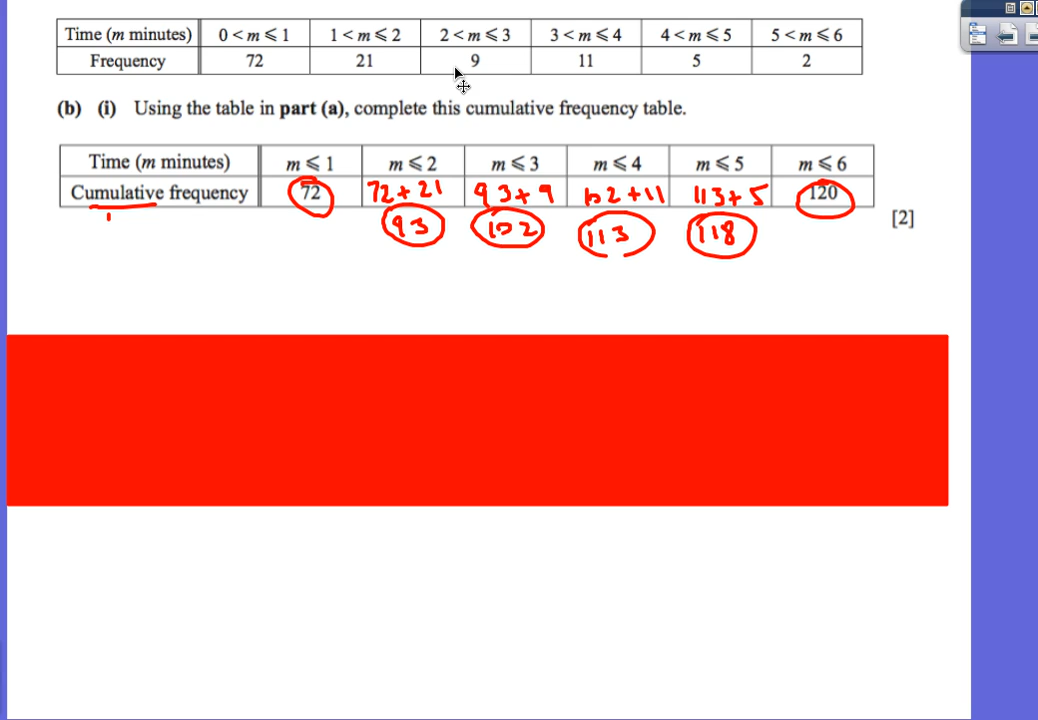 Time (m minutes) 0 < m ⩽ 1 1 < m ⩽ 2 2 < m ⩽ 3 3 < m ⩽ 4 4 < m ⩽ 5 5 < m ⩽ 6
Frequency 72 21 9 11 5 2
(b) (i) Using the table in part (a), complete this cumulative frequency table.
Time (m minutes) m ⩽ 1 m ⩽ 2 m ⩽ 3 m ⩽ 4 m ⩽ 5 m ⩽ 6
Cumulative frequency 72 72+21 93+9 102+11 113+5 120
93 102 113 118
[2]